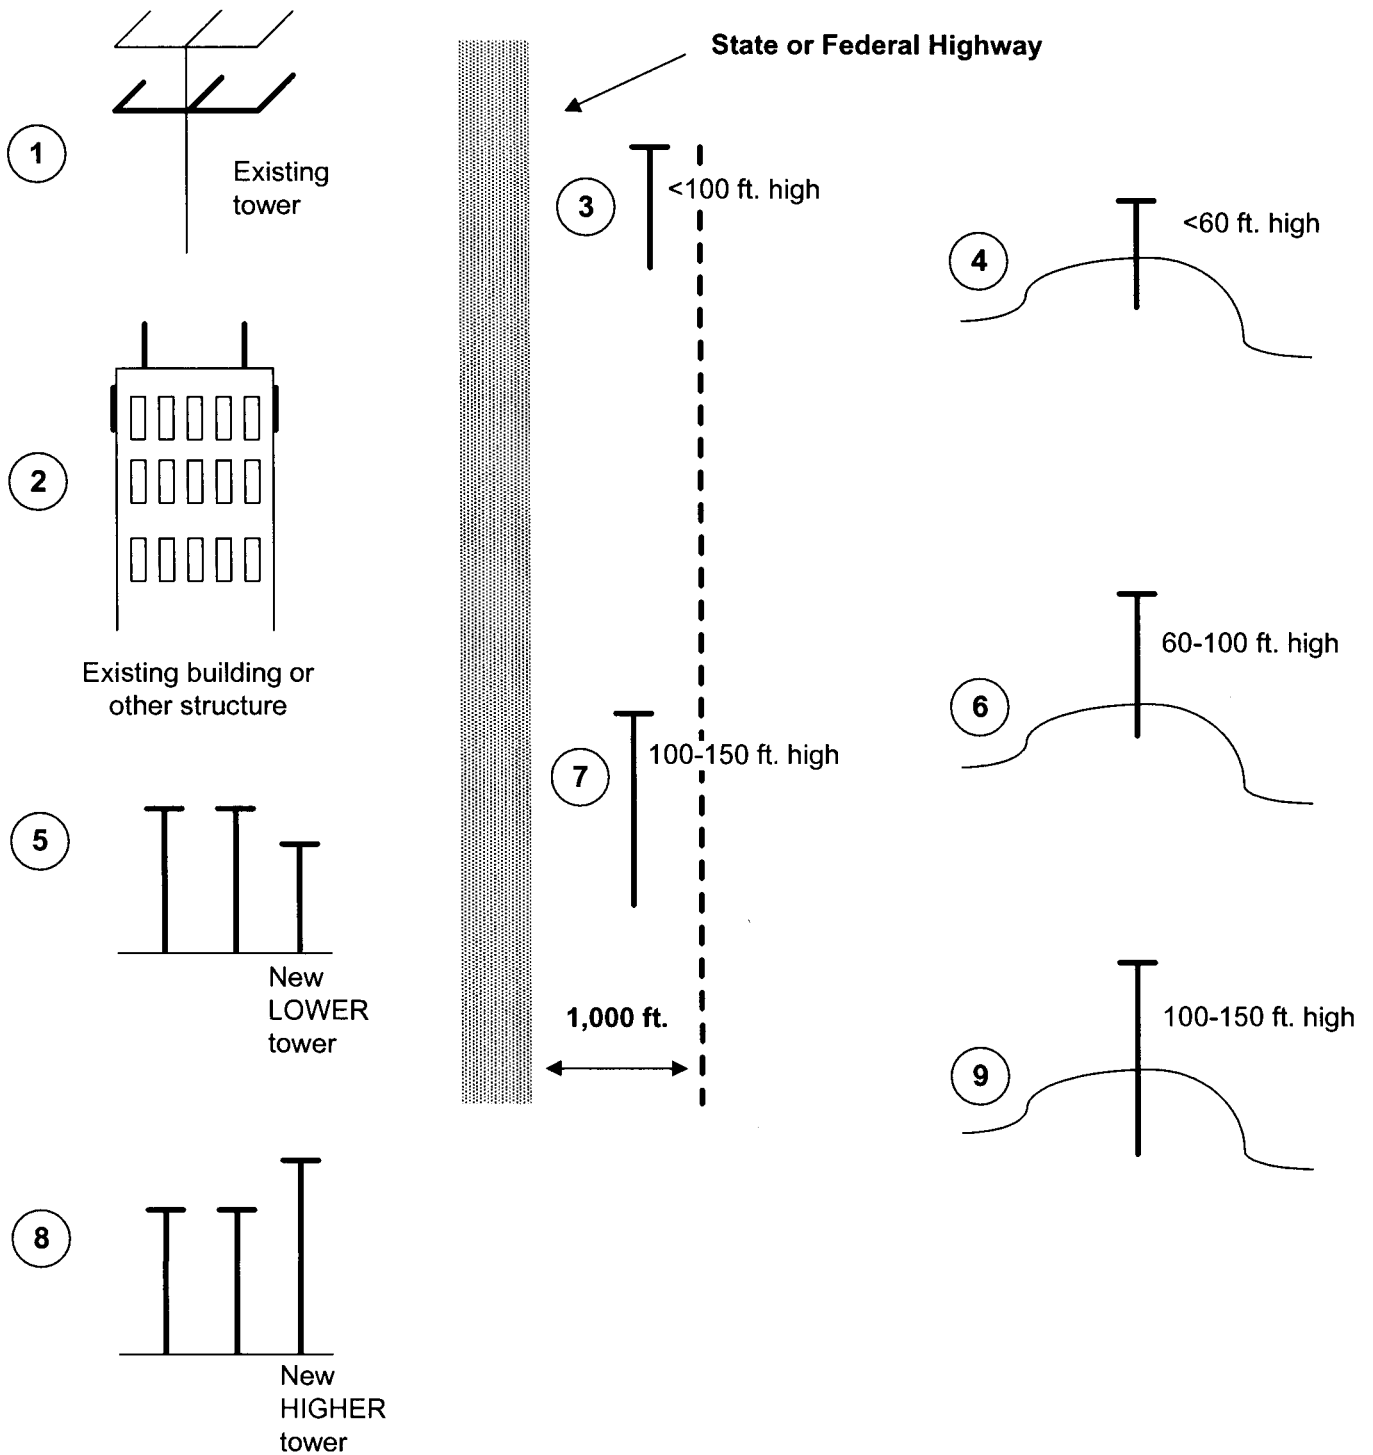 State or Federal Highway
1
Existing
tower
3
<100 ft. high
4
<60 ft. high
2
Existing building or
other structure
6
60-100 ft. high
7
100-150 ft. high
5
New
LOWER
tower
1,000 ft.
9
100-150 ft. high
8
New
HIGHER
tower